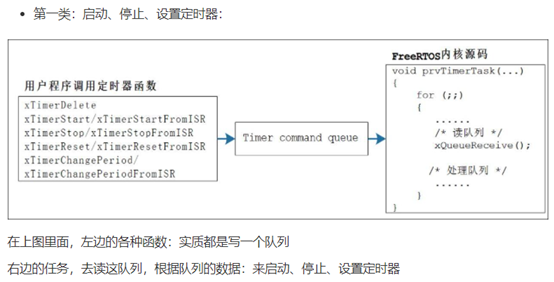 • 第一类：启动、停止、设置定时器：
用户程序调用定时器函数
xTimerDelete
xTimerStart/xTimerStartFromISR
xTimerStop/xTimerStopFromISR
xTimerReset/xTimerResetFromISR
xTimerChangePeriod/
xTimerChangePeriodFromISR
Timer command queue
FreeRTOS内核源码
void prvTimerTask(...)
{
for (;;)
{
......
/* 读队列 */
xQueueReceive();
/* 处理队列 */
......
}
}
在上图里面，左边的各种函数：实质都是写一个队列
右边的任务，去读这队列，根据队列的数据：来启动、停止、设置定时器